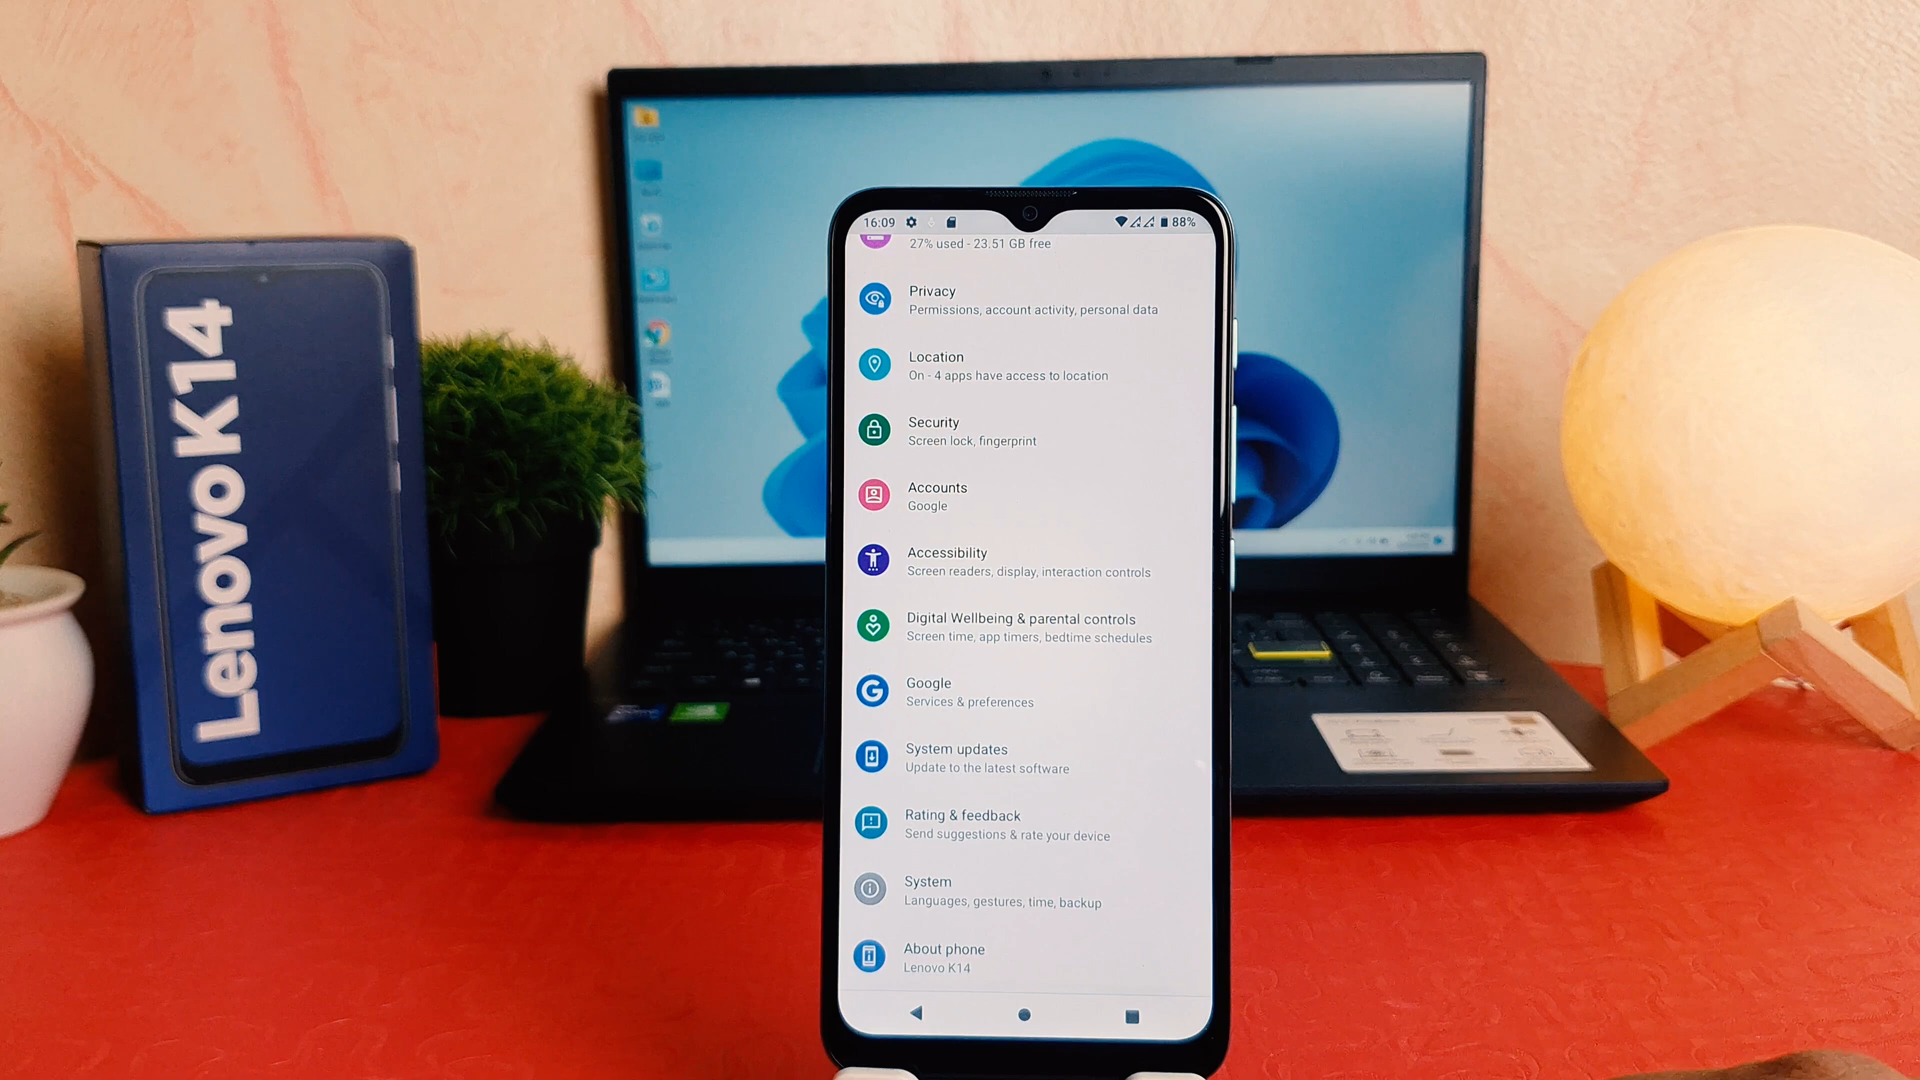 Lenovo K14
16:09
88%
27% used - 23.51 GB free
Privacy
Permissions, account activity, personal data
Location
On - 4 apps have access to location
Security
Screen lock, fingerprint
Accounts
Google
Accessibility
Screen readers, display, interaction controls
Digital Wellbeing & parental controls
Screen time, app timers, bedtime schedules
Google
Services & preferences
System updates
Update to the latest software
Rating & feedback
Send suggestions & rate your device
System
Languages, gestures, time, backup
About phone
Lenovo K14